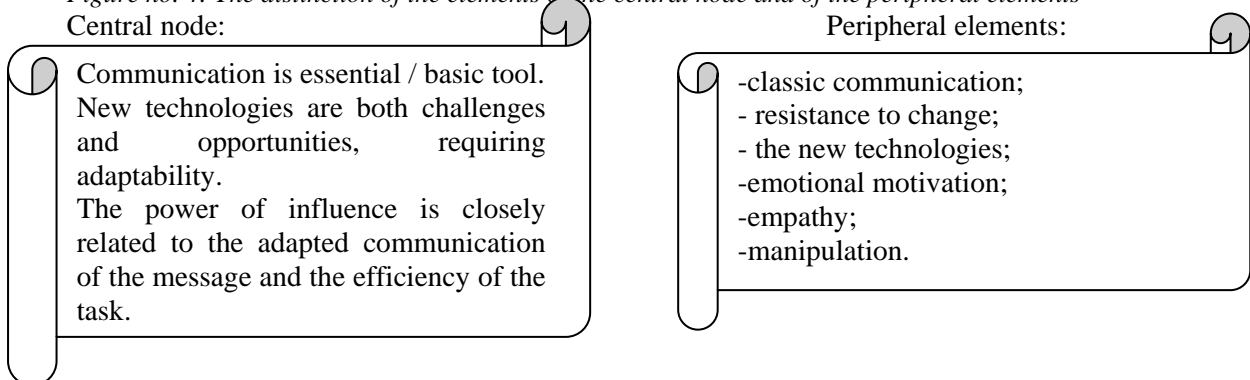 Figure no. 4. The distinction of the elements of the central node and of the peripheral elements
Central node:
Communication is essential / basic tool.
New technologies are both challenges
and opportunities, requiring
adaptability.
The power of influence is closely
related to the adapted communication
of the message and the efficiency of the
task.
Peripheral elements:
-classic communication;
- resistance to change;
- the new technologies;
-emotional motivation;
-empathy;
-manipulation.